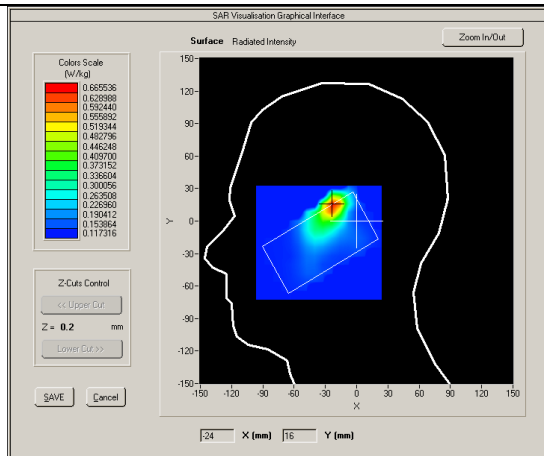 SAR Visualisation Graphical Interface
Surface Radiated Intensity
Zoom In/Out
Colors Scale
(W/kg)
0.665536
0.628988
0.592440
0.555892
0.519344
0.482796
0.446248
0.409700
0.373152
0.336604
0.300056
0.263508
0.226960
0.190412
0.153864
0.117316
Z-Cuts Control
<< Upper Cut
Z = 0.2 mm
Lower Cut >>
SAVE Cancel
150-
120-
90-
60-
30-
0-
-30-
-60-
-90-
-120-
-150-
Y
-150 -120 -90 -60 -30 0 30 60 90 120 150
X
-24 X (mm) 16 Y (mm)